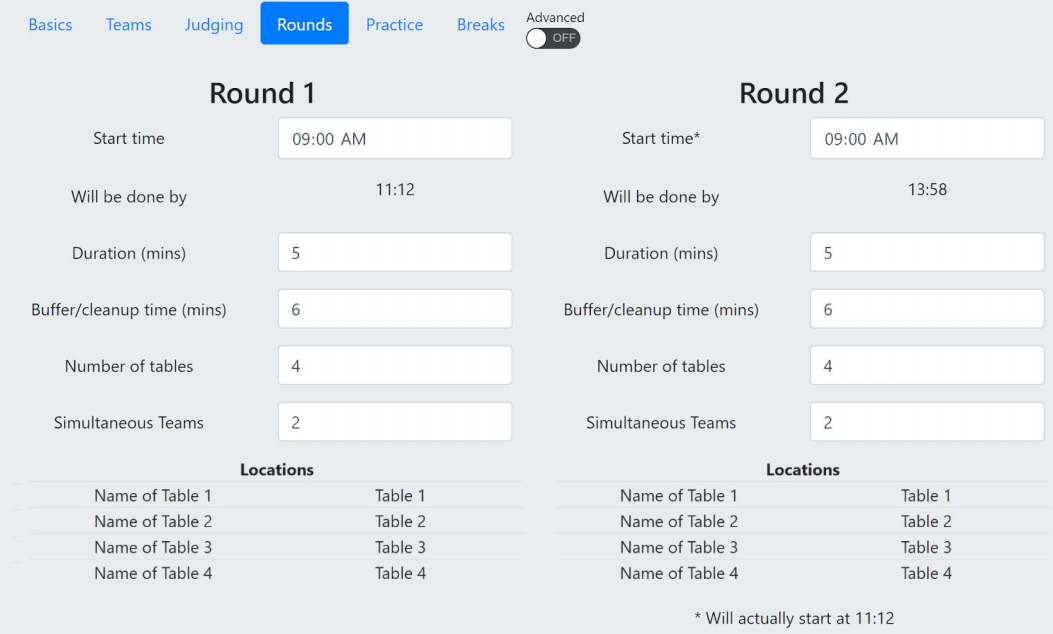 Basics Teams Judging Rounds Practice Breaks Advanced
OFF
Round 1
Start time 09:00 AM
Will be done by 11:12
Duration (mins) 5
Buffer/cleanup time (mins) 6
Number of tables 4
Simultaneous Teams 2
Locations
Name of Table 1 Table 1
Name of Table 2 Table 2
Name of Table 3 Table 3
Name of Table 4 Table 4
Round 2
Start time* 09:00 AM
Will be done by 13:58
Duration (mins) 5
Buffer/cleanup time (mins) 6
Number of tables 4
Simultaneous Teams 2
Locations
Name of Table 1 Table 1
Name of Table 2 Table 2
Name of Table 3 Table 3
Name of Table 4 Table 4
* Will actually start at 11:12